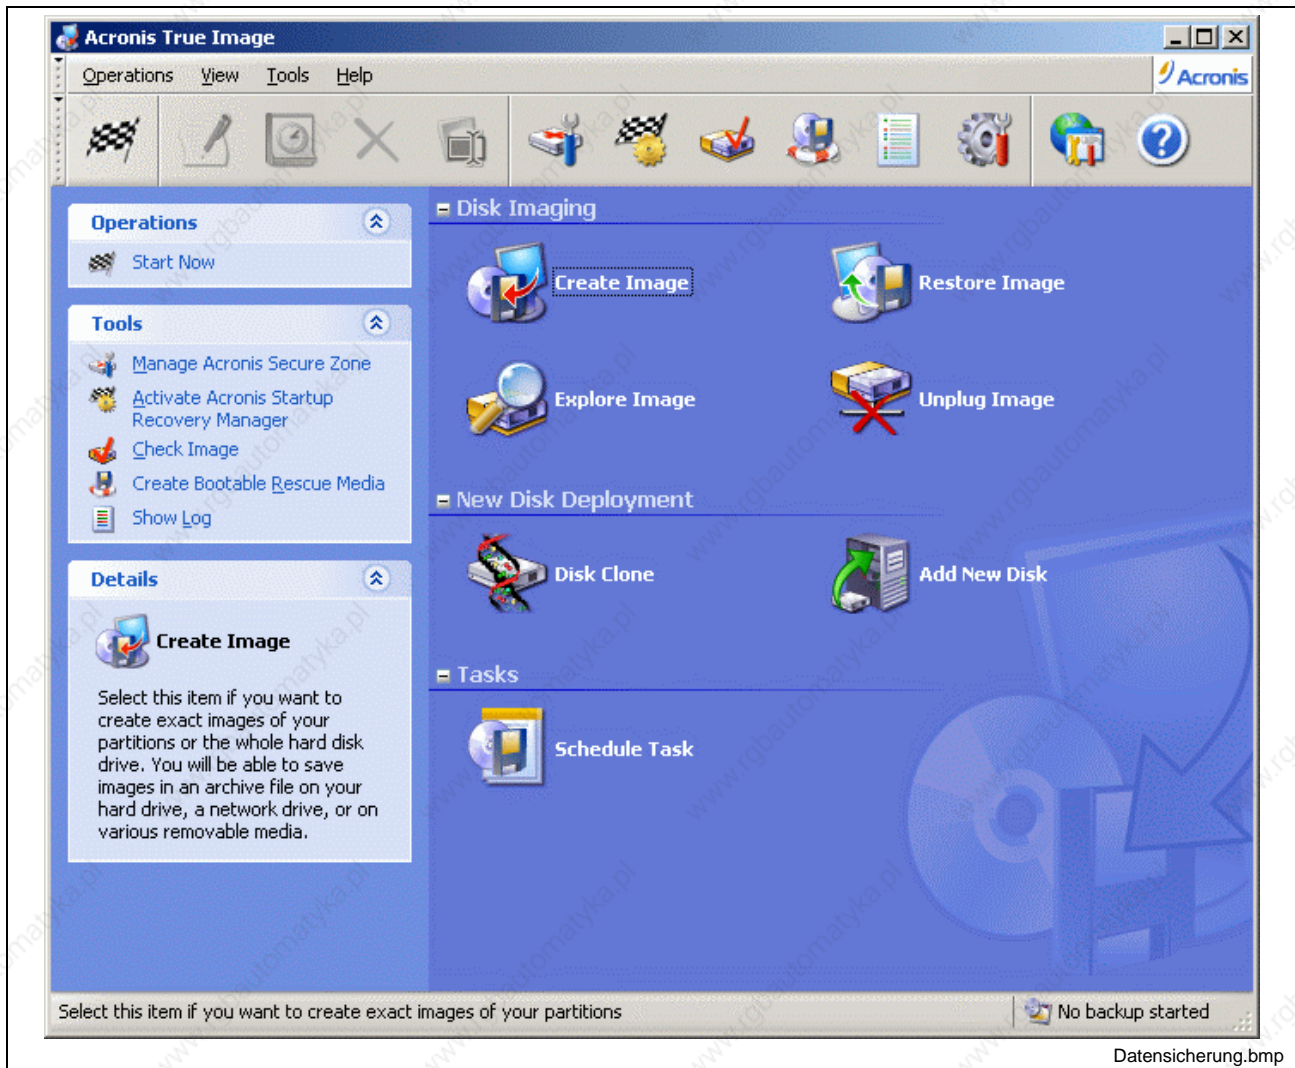 Acronis True Image
Operations View Tools Help
Acronis
Operations
Start Now
Tools
Manage Acronis Secure Zone
Activate Acronis Startup
Recovery Manager
Check Image
Create Bootable Rescue Media
Show Log
Details
Create Image
Select this item if you want to
create exact images of your
partitions or the whole hard disk
drive. You will be able to save
images in an archive file on your
hard drive, a network drive, or on
various removable media.
Disk Imaging
Create Image
Restore Image
Explore Image
Unplug Image
New Disk Deployment
Disk Clone
Add New Disk
Tasks
Schedule Task
Select this item if you want to create exact images of your partitions
No backup started
Datensicherung.bmp
www.rgbautomatyka.pl